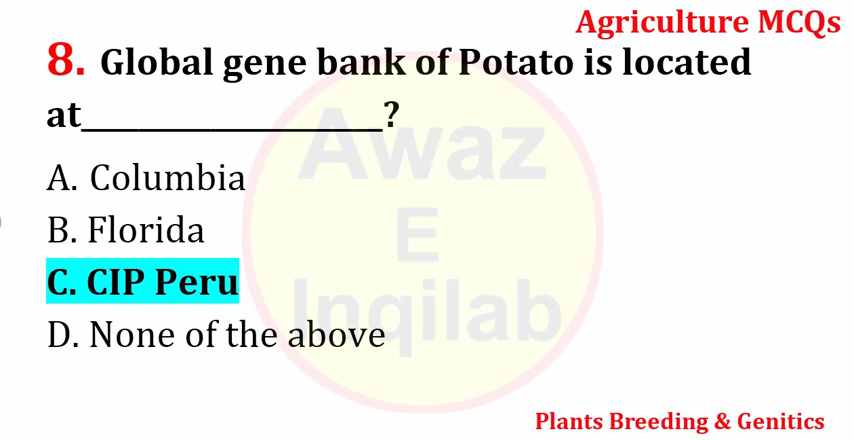 Agriculture MCQs
8. Global gene bank of Potato is located
at___________________?
A. Columbia
B. Florida
C. CIP Peru
D. None of the above
Awaz
E
Inqilab
Plants Breeding & Genitics